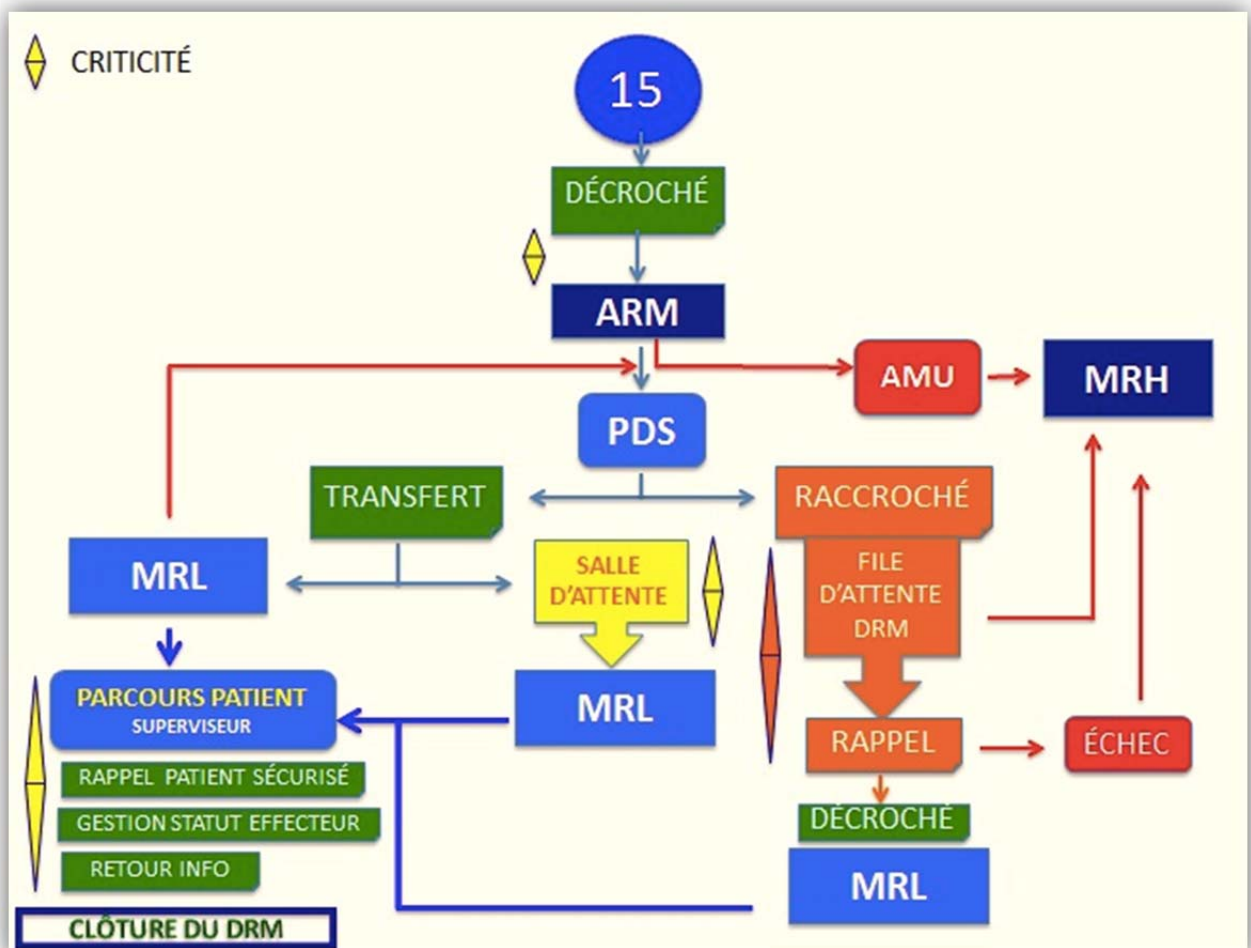 CRITICITÉ
15
DÉCROCHÉ
ARM
AMU
MRH
PDS
TRANSFERT
RACCROCHÉ
MRL
SALLE
D'ATTENTE
FILE
D'ATTENTE
DRM
PARCOURS PATIENT
SUPERVISEUR
MRL
RAPPEL
ÉCHEC
RAPPEL PATIENT SÉCURISÉ
GESTION STATUT EFFECTEUR
DÉCROCHÉ
RETOUR INFO
MRL
CLÔTURE DU DRM